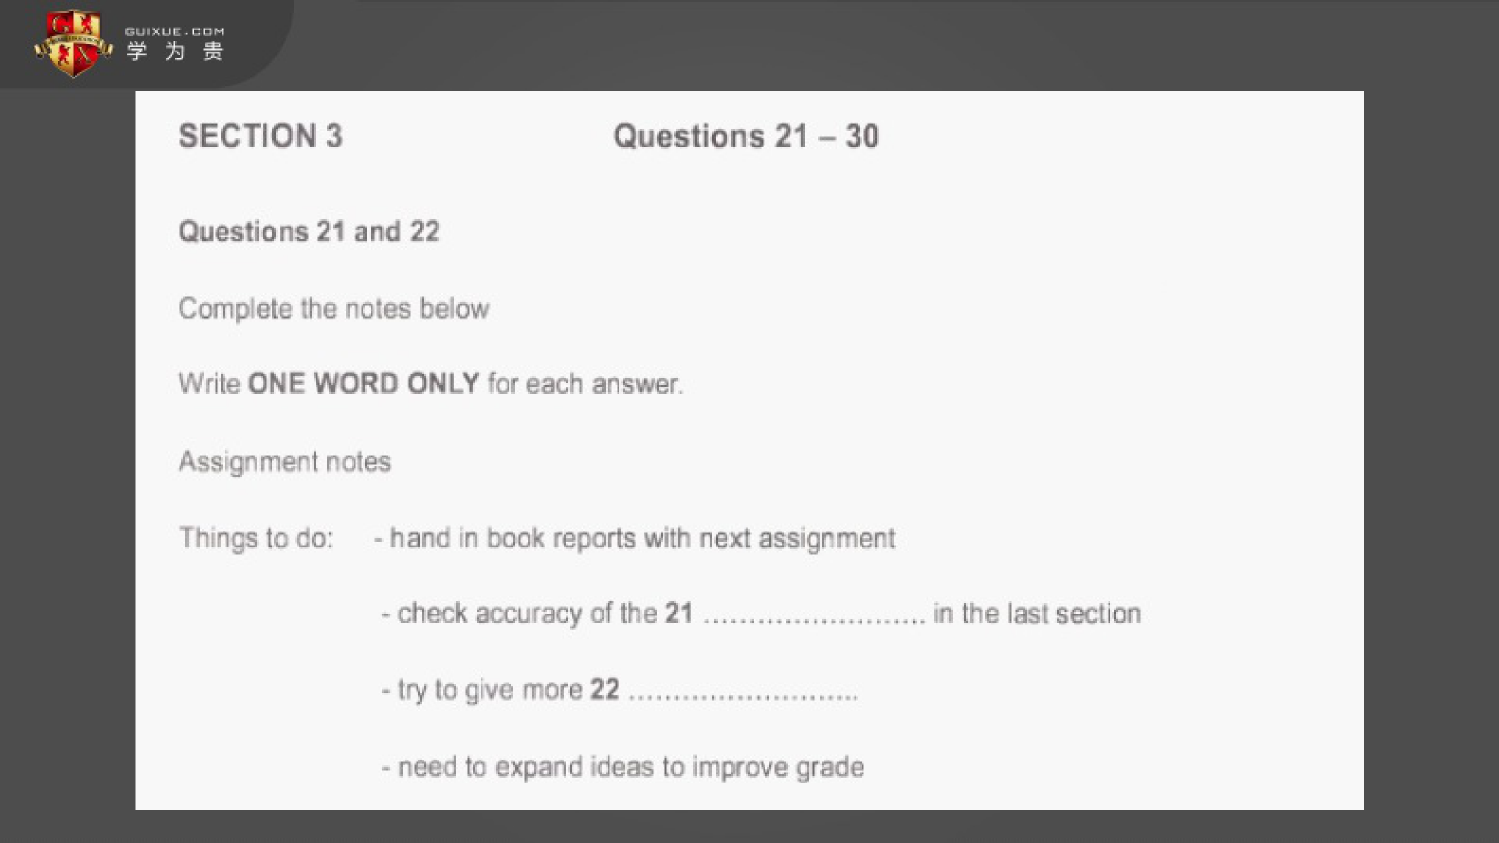 GUIXUE.COM
学为贵
SECTION 3 Questions 21 – 30
Questions 21 and 22
Complete the notes below
Write ONE WORD ONLY for each answer.
Assignment notes
Things to do: - hand in book reports with next assignment
- check accuracy of the 21 ......................... in the last section
- try to give more 22 ..........................
- need to expand ideas to improve grade